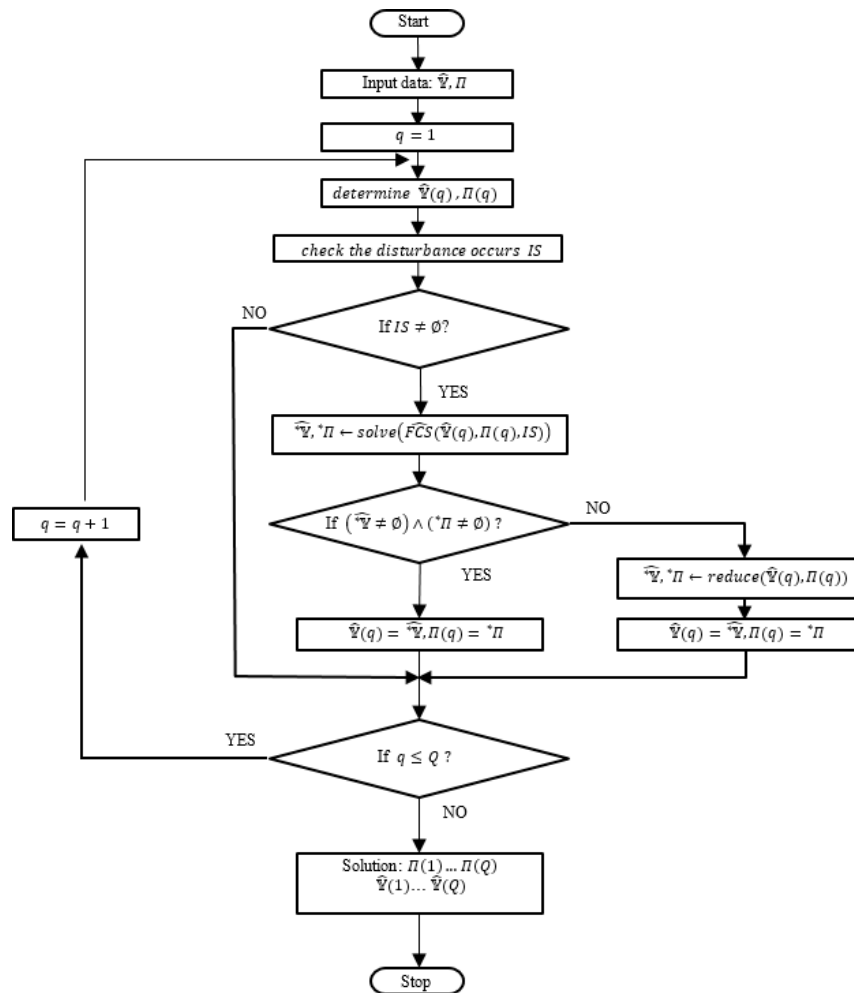 Start
Input data: 𝕐̂, Π
q = 1
determine 𝕐̂(q), Π(q)
check the disturbance occurs IS
NO
If IS ≠ ∅?
YES
*𝕐̂, *Π ← solve(FCS̑(𝕐̂(q), Π(q), IS))
q = q + 1
If (*𝕐̂ ≠ ∅) ∧ (*Π ≠ ∅) ?
NO
YES
*𝕐̂, *Π ← reduce(𝕐̂(q), Π(q))
𝕐̂(q) = *𝕐̂, Π(q) = *Π
𝕐̂(q) = *𝕐̂, Π(q) = *Π
YES
If q ≤ Q ?
NO
Solution: Π(1) … Π(Q)
𝕐̂(1) … 𝕐̂(Q)
Stop